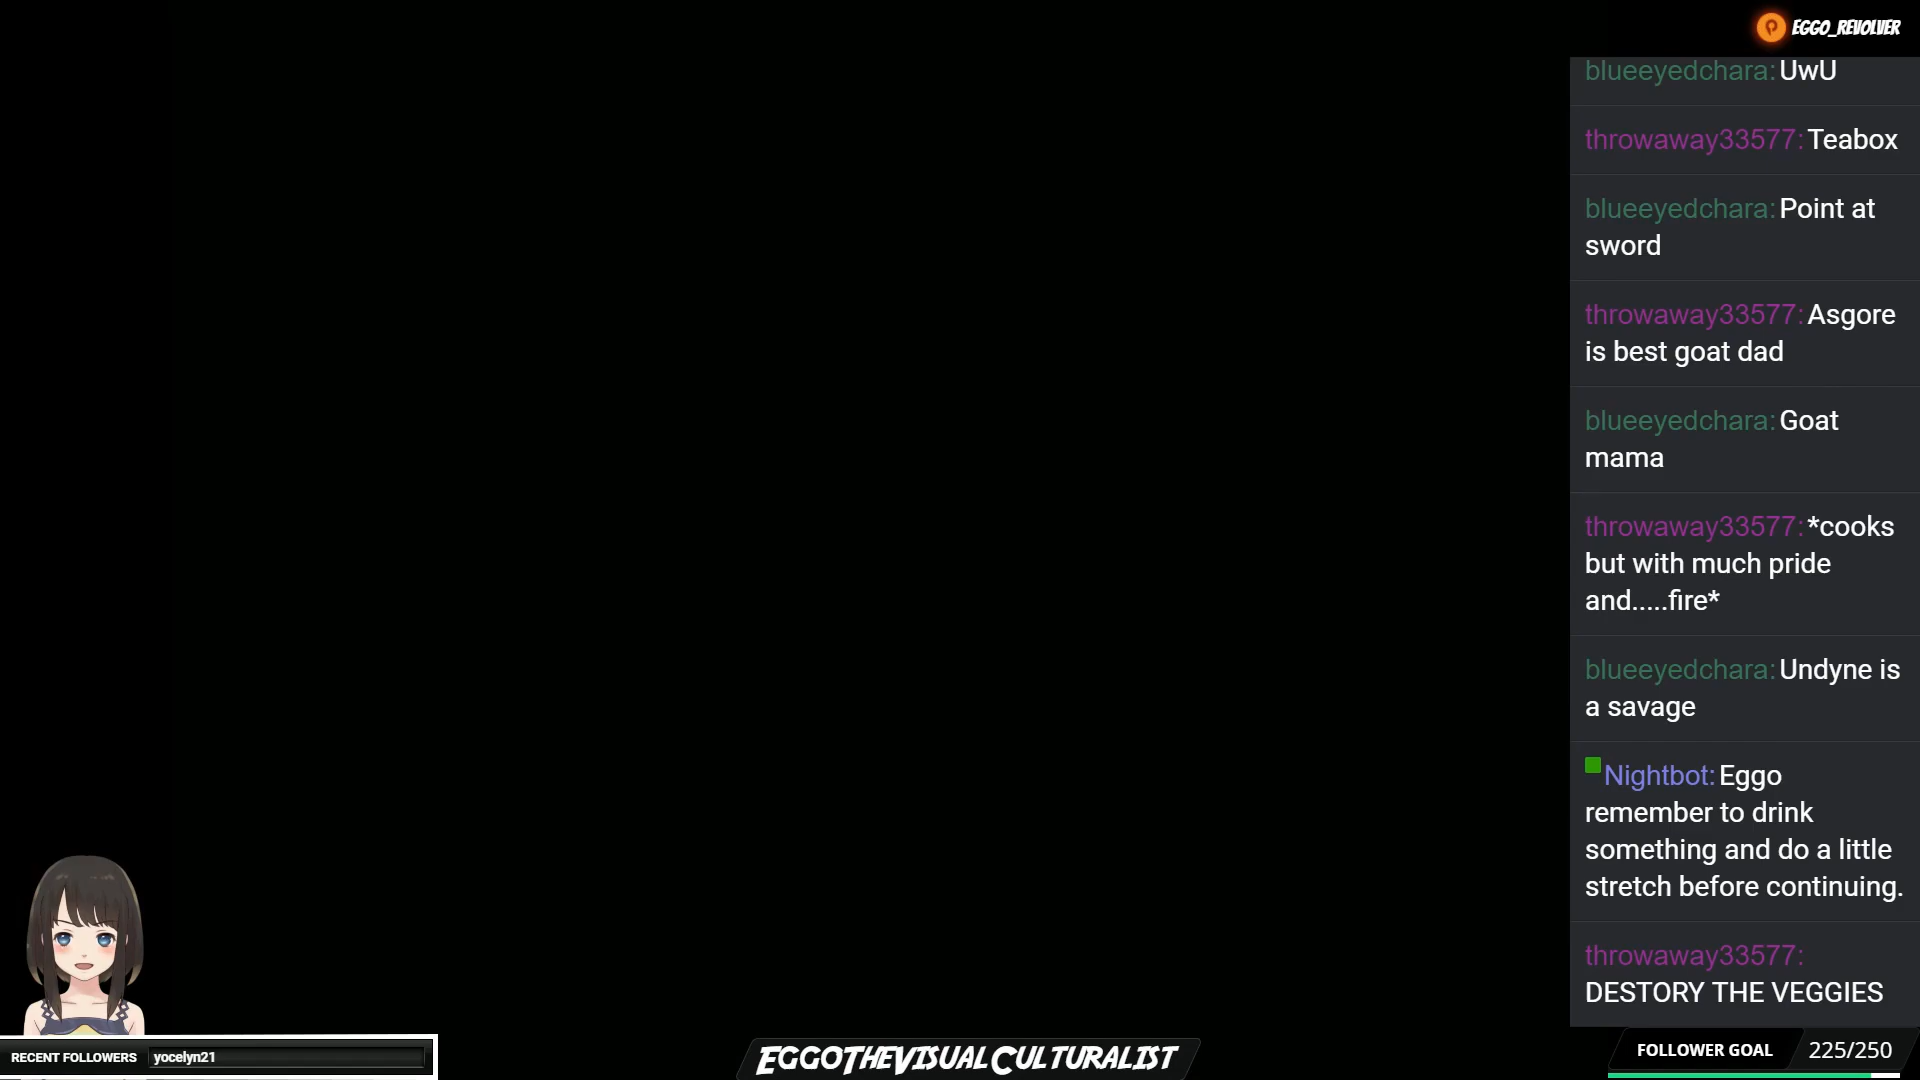 EGGO_REVOLVER
blueeyedchara: UwU
throwaway33577: Teabox
blueeyedchara: Point at
sword
throwaway33577: Asgore
is best goat dad
blueeyedchara: Goat
mama
throwaway33577: *cooks
but with much pride
and.....fire*
blueeyedchara: Undyne is
a savage
Nightbot: Eggo
remember to drink
something and do a little
stretch before continuing.
throwaway33577:
DESTORY THE VEGGIES
RECENT FOLLOWERS yocelyn21
EGGOTHEVISUALCULTURALIST
FOLLOWER GOAL 225/250